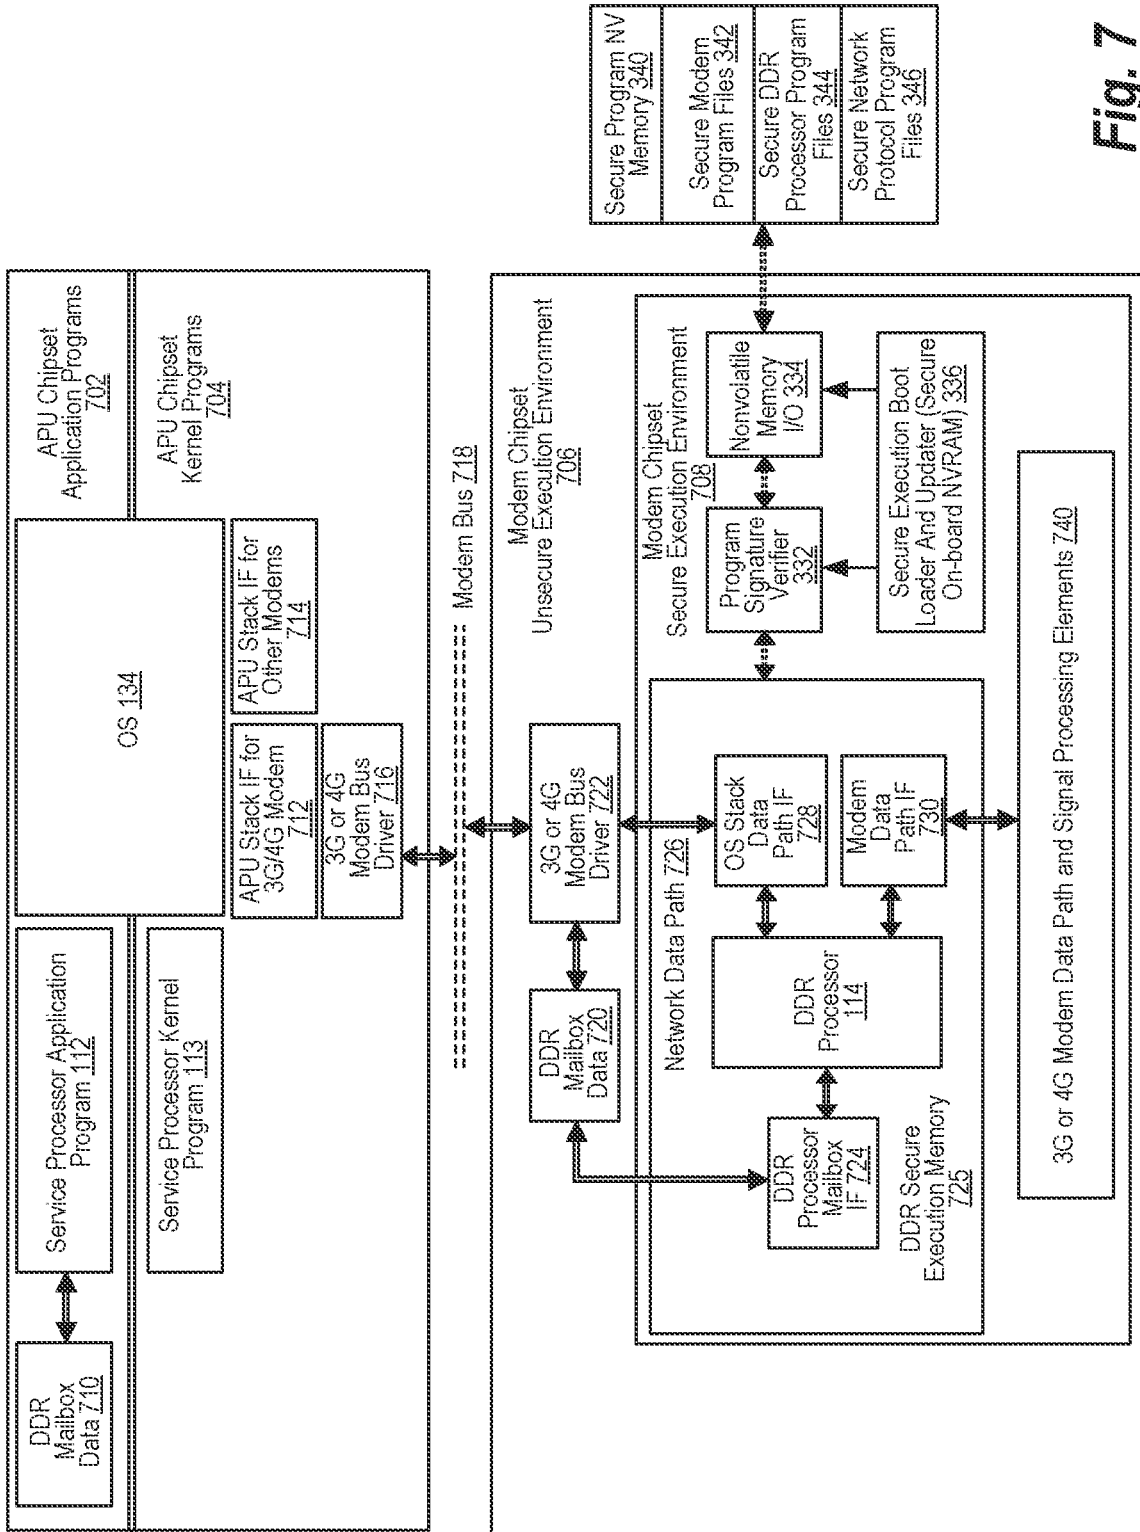 DDR
Mailbox
Data 710
Service Processor Application
Program 112
OS 134
APU Chipset
Application Programs
702
Service Processor Kernel
Program 113
APU Chipset
Kernel Programs
704
APU Stack IF for
3G/4G Modem
712
APU Stack IF for
Other Modems
714
3G or 4G
Modem Bus
Driver 716
Modem Bus 718
DDR
Mailbox
Data 720
3G or 4G
Modem Bus
Driver 722
Modem Chipset
Unsecure Execution Environment
706
Secure Program NV
Memory 340
Secure Modem
Program Files 342
Secure DDR
Processor Program
Files 344
Secure Network
Protocol Program
Files 346
Modem Chipset
Secure Execution Environment
708
Network Data Path 726
DDR
Processor
Mailbox
IF 724
DDR
Processor
114
OS Stack
Data
Path IF
728
Modem
Data
Path IF
730
Program
Signature
Verifier
332
Nonvolatile
Memory
I/O 334
DDR Secure
Execution Memory
725
Secure Execution Boot
Loader And Updater (Secure
On-board NVRAM) 336
3G or 4G Modem Data Path and Signal Processing Elements 740
Fig. 7